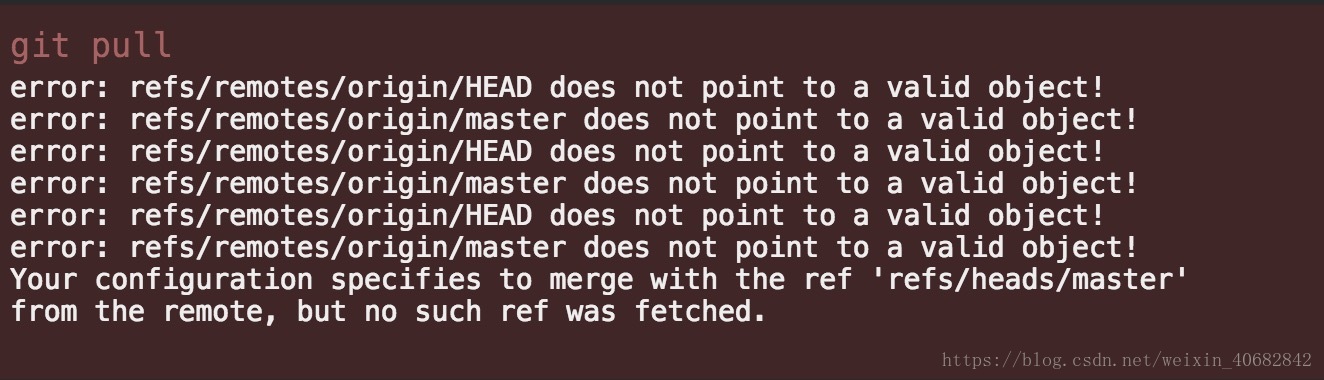 git pull
error: refs/remotes/origin/HEAD does not point to a valid object!
error: refs/remotes/origin/master does not point to a valid object!
error: refs/remotes/origin/HEAD does not point to a valid object!
error: refs/remotes/origin/master does not point to a valid object!
error: refs/remotes/origin/HEAD does not point to a valid object!
error: refs/remotes/origin/master does not point to a valid object!
Your configuration specifies to merge with the ref 'refs/heads/master'
from the remote, but no such ref was fetched.
https://blog.csdn.net/weixin_40682842